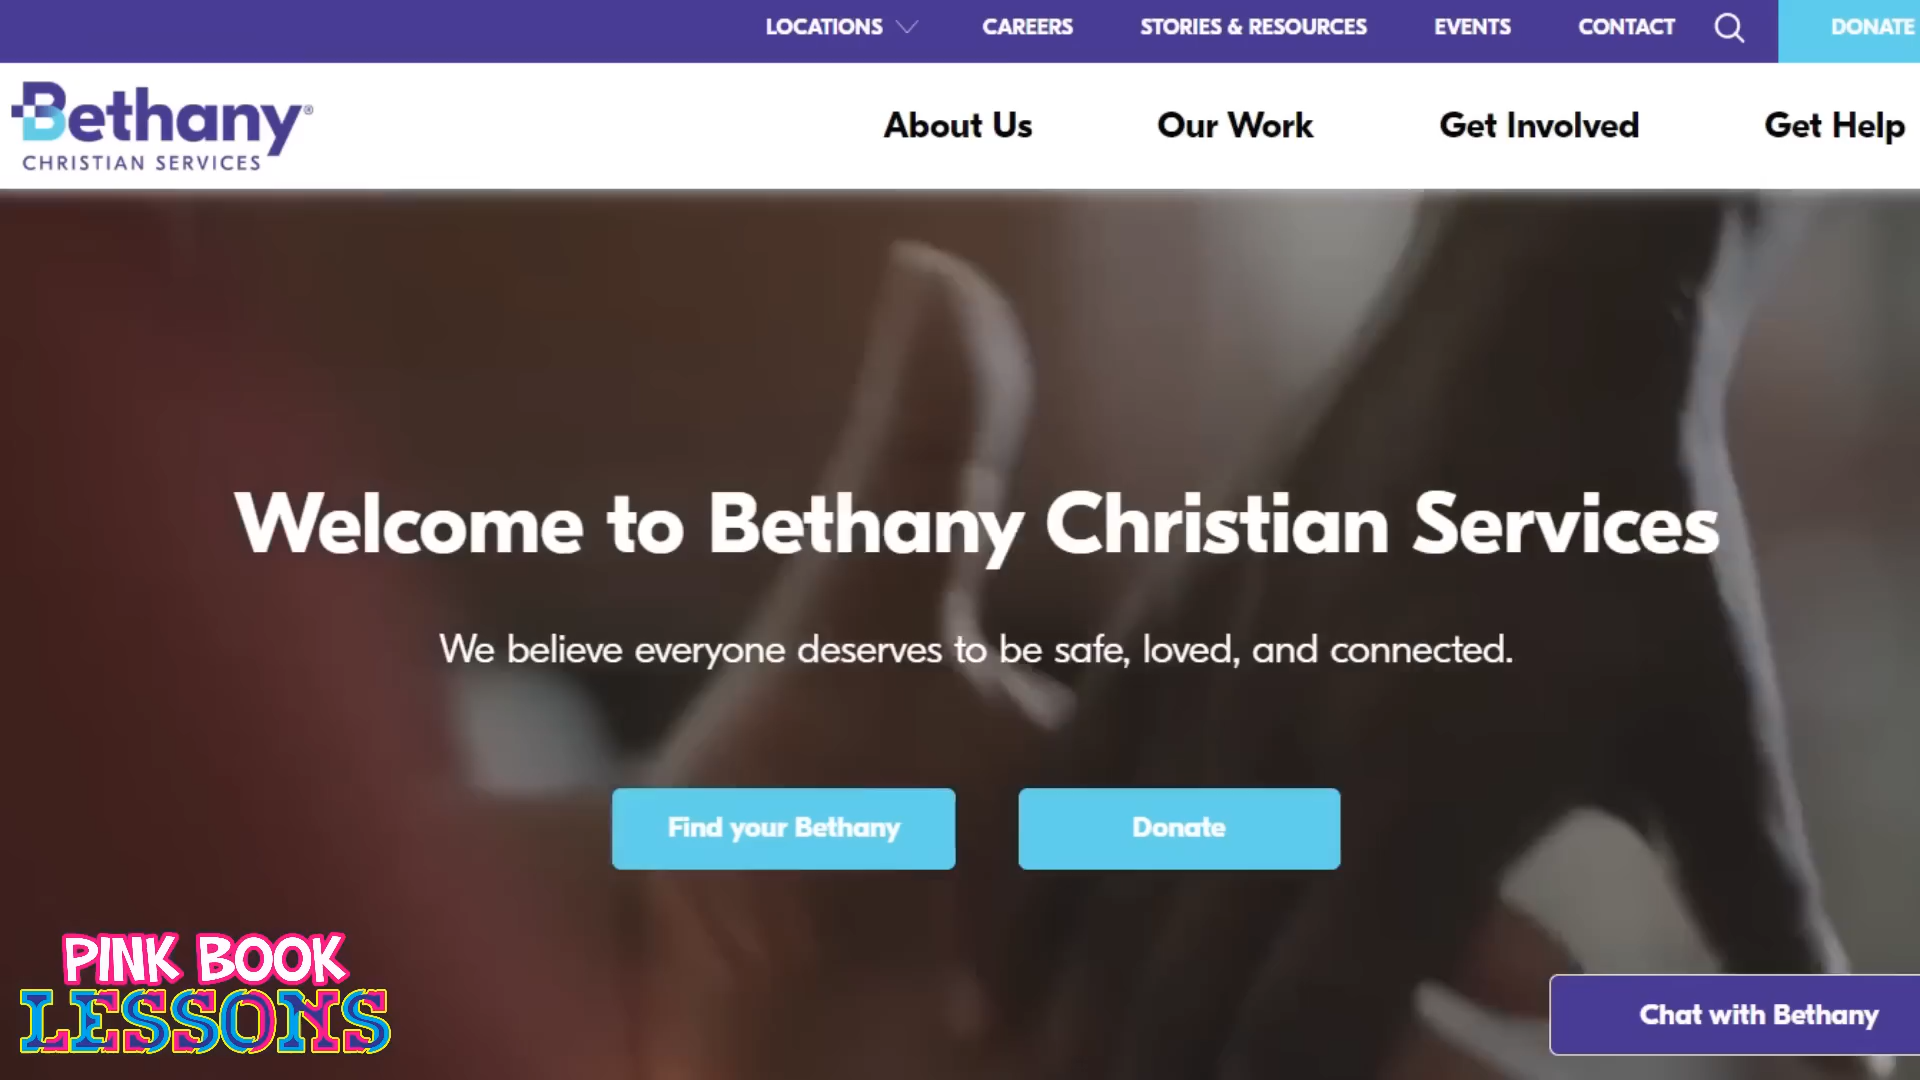 LOCATIONS CAREERS STORIES & RESOURCES EVENTS CONTACT DONATE
Bethany®
CHRISTIAN SERVICES
About Us Our Work Get Involved Get Help
Welcome to Bethany Christian Services
We believe everyone deserves to be safe, loved, and connected.
Find your Bethany Donate
PINK BOOK
LESSONS
Chat with Bethany